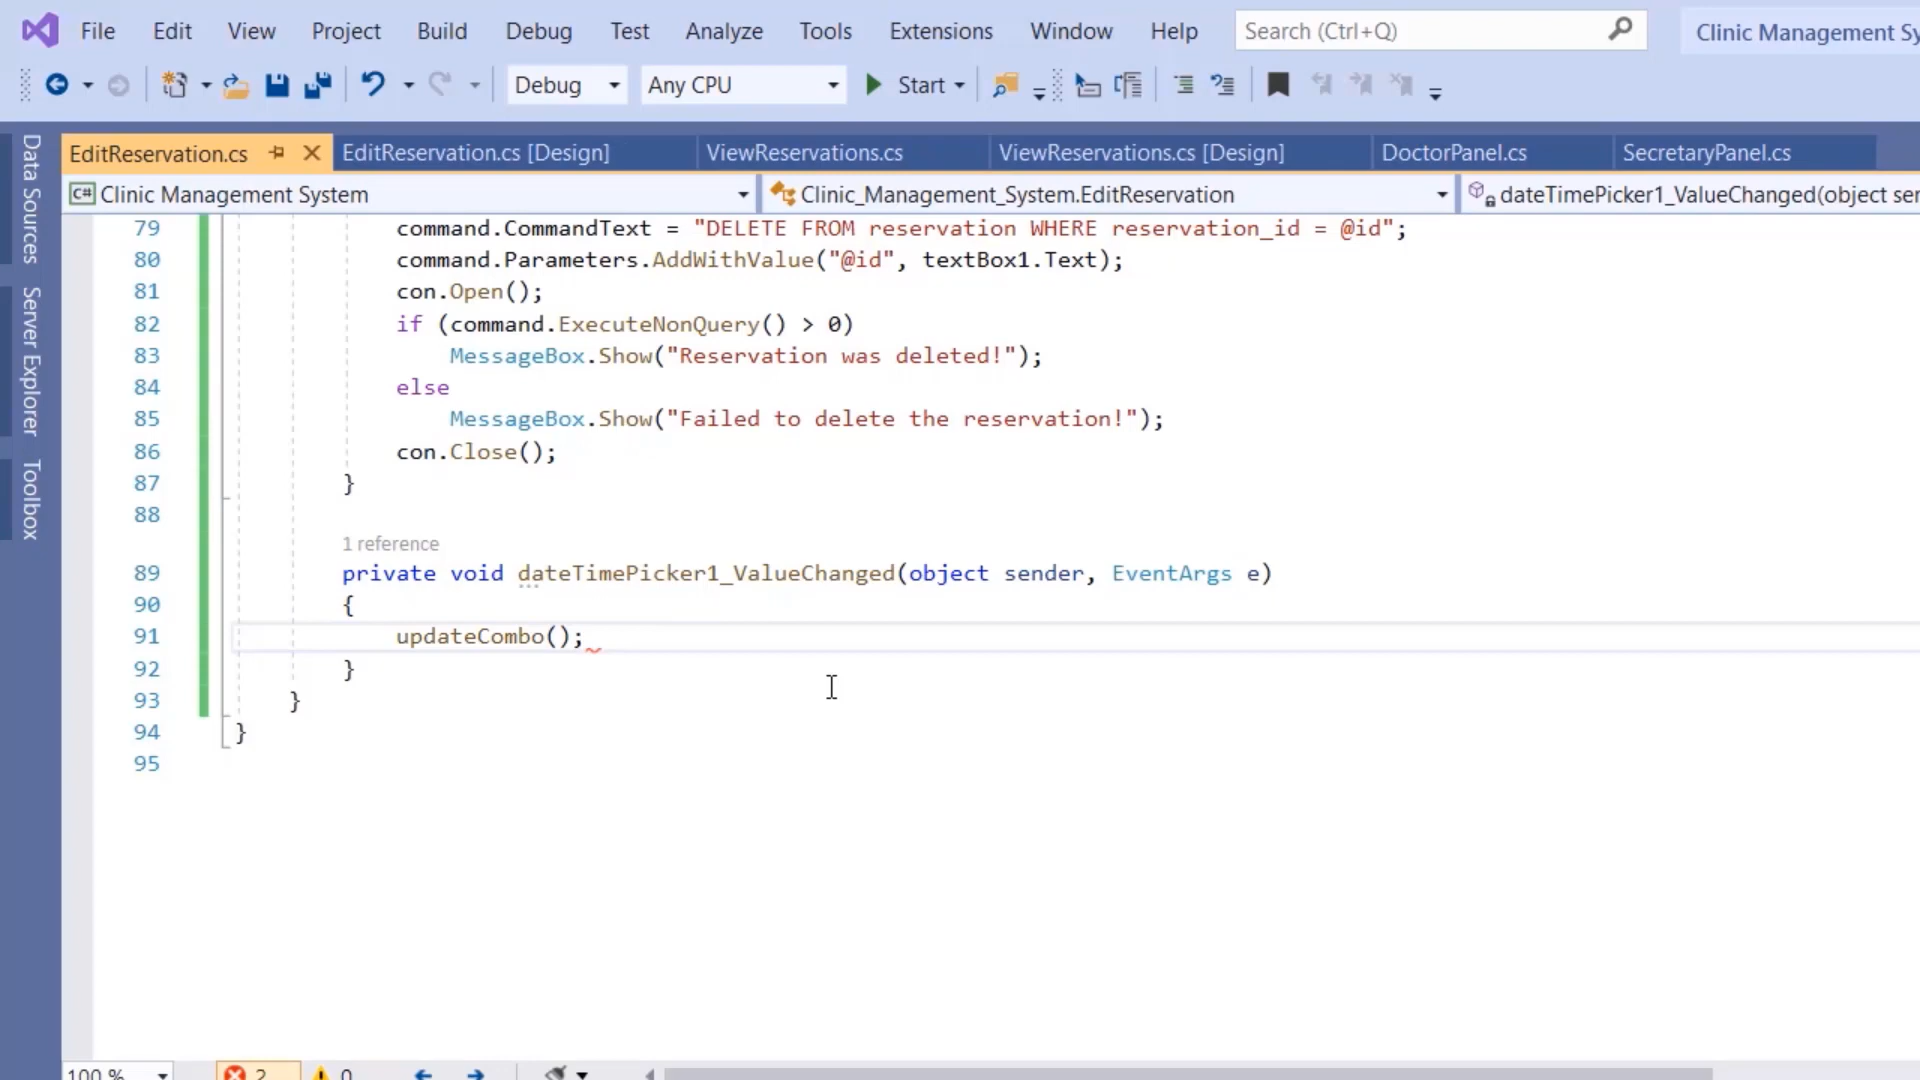 File Edit View Project Build Debug Test Analyze Tools Extensions Window Help Search (Ctrl+Q) Clinic Management Sy
Debug Any CPU Start
EditReservation.cs EditReservation.cs [Design] ViewReservations.cs ViewReservations.cs [Design] DoctorPanel.cs SecretaryPanel.cs
C# Clinic Management System Clinic_Management_System.EditReservation dateTimePicker1_ValueChanged(object ser
Data Sources
Server Explorer
Toolbox
79 command.CommandText = "DELETE FROM reservation WHERE reservation_id = @id";
80 command.Parameters.AddWithValue("@id", textBox1.Text);
81 con.Open();
82 if (command.ExecuteNonQuery() > 0)
83 MessageBox.Show("Reservation was deleted!");
84 else
85 MessageBox.Show("Failed to delete the reservation!");
86 con.Close();
87 }
88
1 reference
89 private void dateTimePicker1_ValueChanged(object sender, EventArgs e)
90 {
91 updateCombo();
92 }
93 }
94 }
95
100 % 2 0